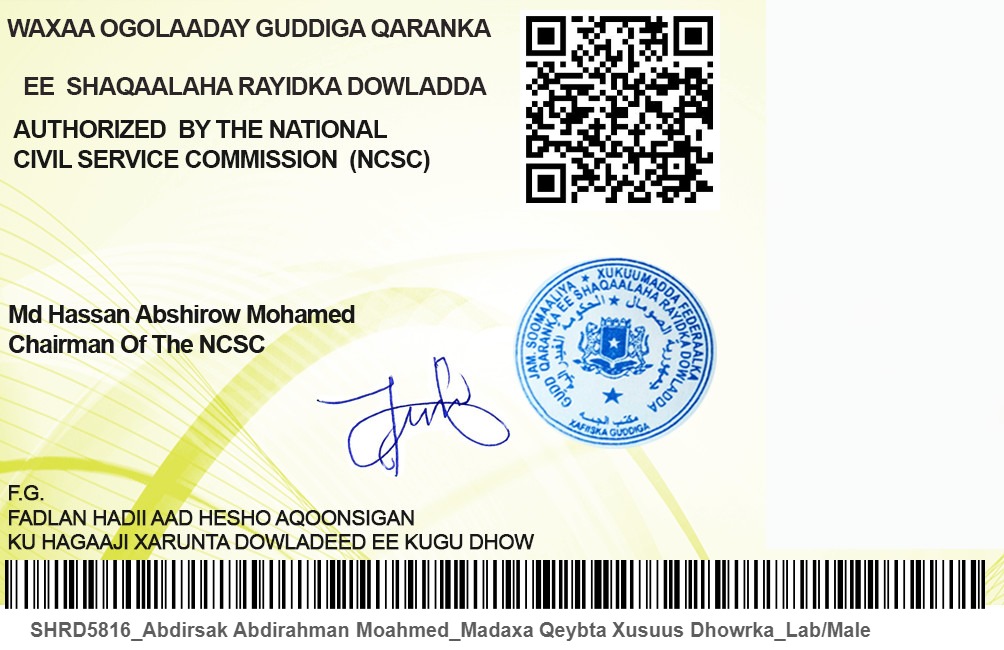 WAXAA OGOLAADAY GUDDIGA QARANKA
EE SHAQAALAHA RAYIDKA DOWLADDA
AUTHORIZED BY THE NATIONAL
CIVIL SERVICE COMMISSION (NCSC)
Md Hassan Abshirow Mohamed
Chairman Of The NCSC
JAM. SOOMAALIYA ★ XUKUUMADDA FEDERAALKA
GUDD QARANKA EE SHAQAALAHA RAYIDKA DOWLADDA
XAFIISKA GUDDIGA
F.G.
FADLAN HADII AAD HESHO AQOONSIGAN
KU HAGAAJI XARUNTA DOWLADEED EE KUGU DHOW
SHRD5816_Abdirsak Abdirahman Moahmed_Madaxa Qeybta Xusuus Dhowrka_Lab/Male